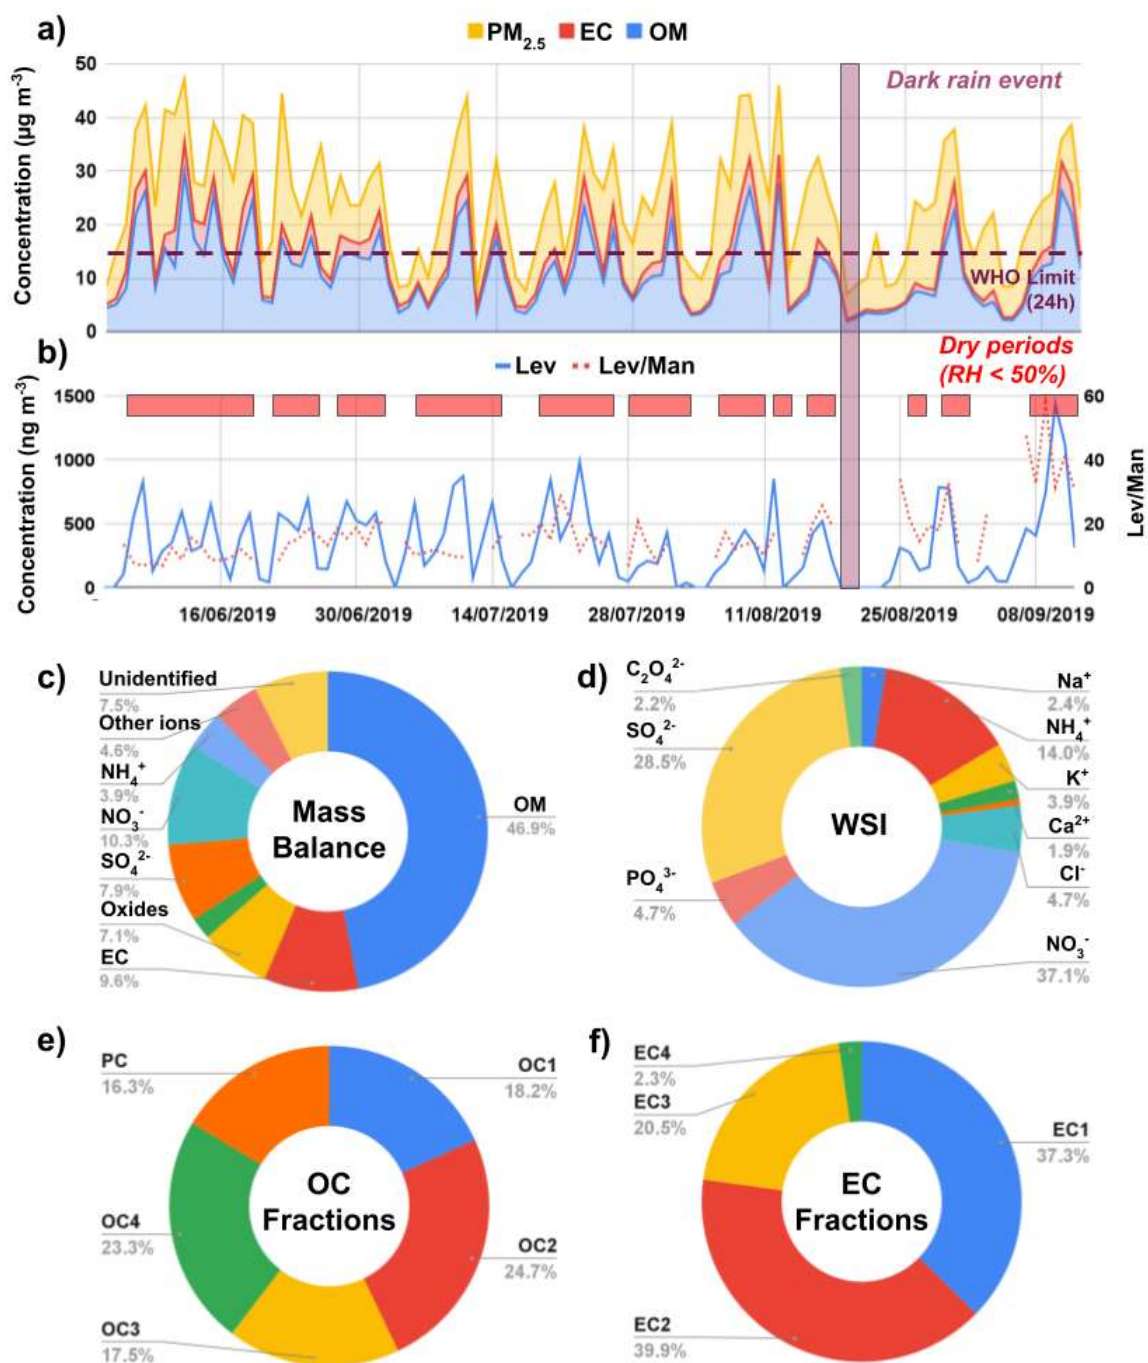 a)
PM2.5 EC OM
Concentration (µg m-3)
50
40
30
20
10
0
Dark rain event
WHO Limit
(24h)
b)
Lev Lev/Man
Dry periods
(RH < 50%)
Concentration (ng m-3)
1500
1000
500
0
60
40
20
0
Lev/Man
16/06/2019 30/06/2019 14/07/2019 28/07/2019 11/08/2019 25/08/2019 08/09/2019
c)
Unidentified
7.5%
Other ions
4.6%
NH4+
3.9%
NO3-
10.3%
SO42-
7.9%
Oxides
7.1%
EC
9.6%
OM
46.9%
Mass
Balance
d)
C2O42-
2.2%
SO42-
28.5%
PO43-
4.7%
Na+
2.4%
NH4+
14.0%
K+
3.9%
Ca2+
1.9%
Cl-
4.7%
NO3-
37.1%
WSI
e)
PC
16.3%
OC1
18.2%
OC4
23.3%
OC2
24.7%
OC3
17.5%
OC
Fractions
f)
EC4
2.3%
EC3
20.5%
EC1
37.3%
EC2
39.9%
EC
Fractions